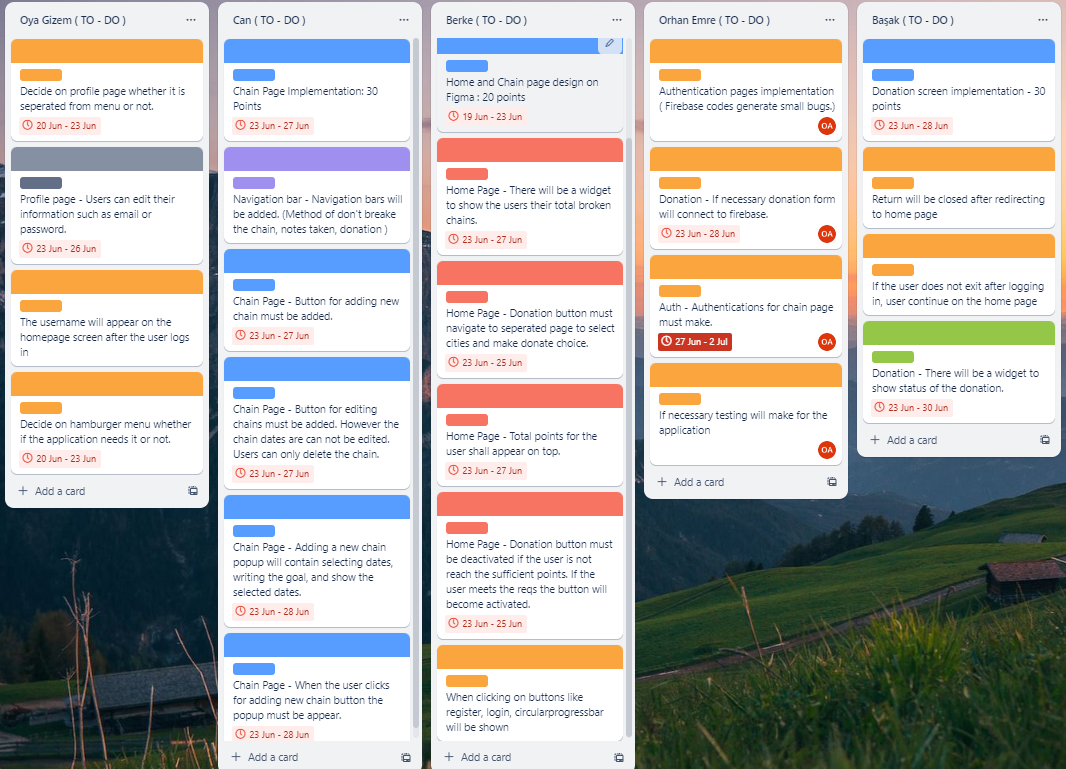 Oya Gizem ( TO - DO )
Decide on profile page whether it is
seperated from menu or not.
20 Jun - 23 Jun
Profile page - Users can edit their
information such as email or
password.
23 Jun - 26 Jun
The username will appear on the
homepage screen after the user logs
in
Decide on hamburger menu whether
if the application needs it or not.
20 Jun - 23 Jun
Add a card
Can ( TO - DO )
Chain Page Implementation: 30
Points
23 Jun - 27 Jun
Navigation bar - Navigation bars will
be added. (Method of don't breake
the chain, notes taken, donation )
Chain Page - Button for adding new
chain must be added.
23 Jun - 27 Jun
Chain Page - Button for editing
chains must be added. However the
chain dates are can not be edited.
Users can only delete the chain.
23 Jun - 27 Jun
Chain Page - Adding a new chain
popup will contain selecting dates,
writing the goal, and show the
selected dates.
23 Jun - 28 Jun
Chain Page - When the user clicks
for adding new chain button the
popup must be appear.
23 Jun - 28 Jun
Add a card
Berke ( TO - DO )
Home and Chain page design on
Figma : 20 points
19 Jun - 23 Jun
Home Page - There will be a widget
to show the users their total broken
chains.
23 Jun - 27 Jun
Home Page - Donation button must
navigate to seperated page to select
cities and make donate choice.
23 Jun - 25 Jun
Home Page - Total points for the
user shall appear on top.
23 Jun - 27 Jun
Home Page - Donation button must
be deactivated if the user is not
reach the sufficient points. If the
user meets the reqs the button will
become activated.
23 Jun - 25 Jun
When clicking on buttons like
register, login, circularprogressbar
will be shown
Add a card
Orhan Emre ( TO - DO )
Authentication pages implementation
( Firebase codes generate small bugs.)
OA
Donation - If necessary donation form
will connect to firebase.
23 Jun - 28 Jun
OA
Auth - Authentications for chain page
must make.
27 Jun - 2 Jul
OA
If necessary testing will make for the
application
OA
Add a card
Başak ( TO - DO )
Donation screen implementation - 30
points
23 Jun - 28 Jun
Return will be closed after redirecting
to home page
If the user does not exit after logging
in, user continue on the home page
Donation - There will be a widget to
show status of the donation.
23 Jun - 30 Jun
Add a card